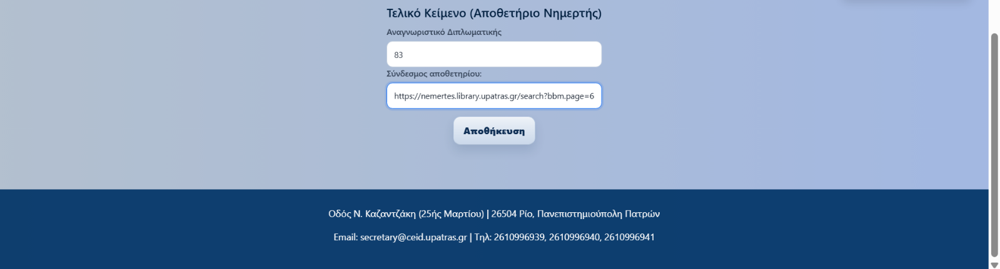 Τελικό Κείμενο (Αποθετήριο Νημερτής)
Αναγνωριστικό Διπλωματικής
83
Σύνδεσμος αποθετηρίου:
https://nemertes.library.upatras.gr/search?bbm.page=6
Αποθήκευση
Οδός Ν. Καζαντζάκη (25ής Μαρτίου) | 26504 Ρίο, Πανεπιστημιούπολη Πατρών
Email: secretary@ceid.upatras.gr | Τηλ: 2610996939, 2610996940, 2610996941